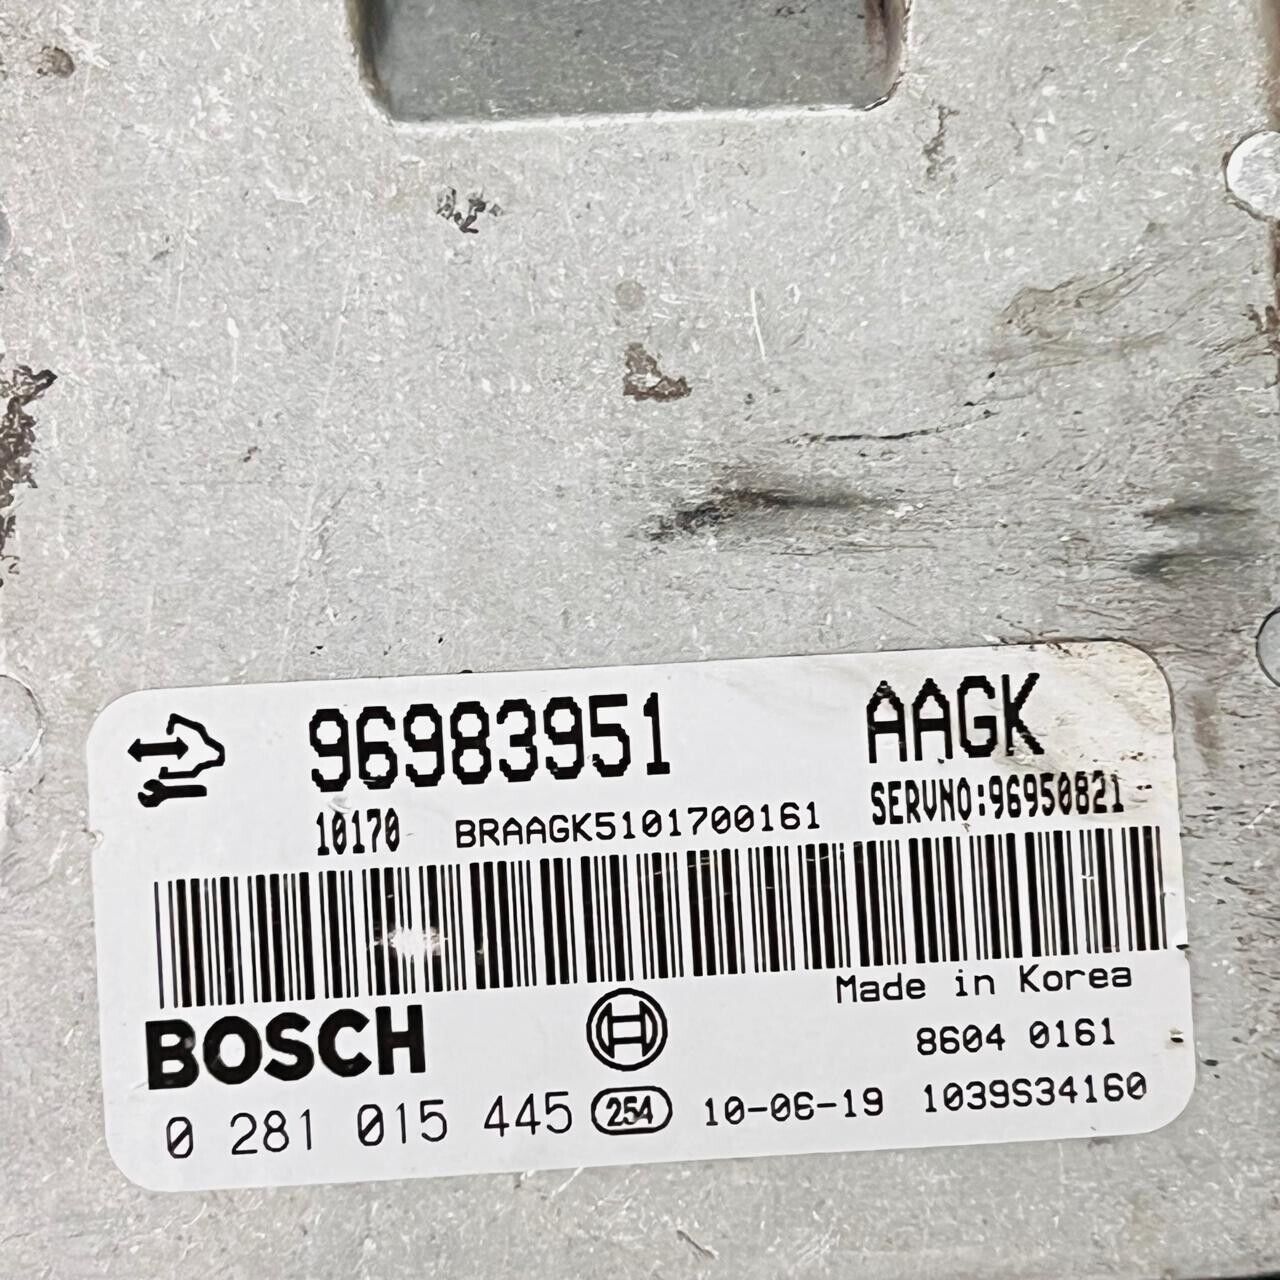 96983951 AAGK
10170 BRAAGK5101700161 SERVNO:96950821
Made in Korea
BOSCH
8604 0161
0 281 015 445 254 10-06-19 1039S34160